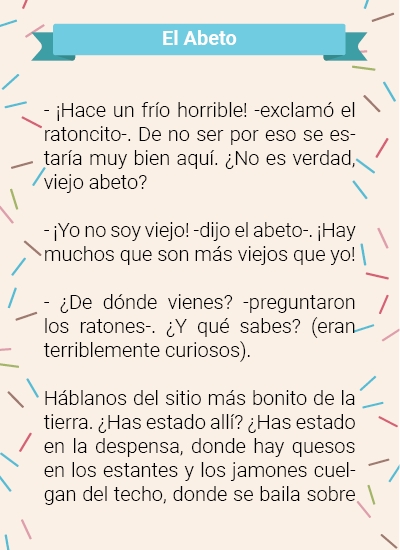 El Abeto
- ¡Hace un frío horrible! -exclamó el
ratoncito-. De no ser por eso se es-
taría muy bien aquí. ¿No es verdad,
viejo abeto?
- ¡Yo no soy viejo! -dijo el abeto-. ¡Hay
muchos que son más viejos que yo!
- ¿De dónde vienes? -preguntaron
los ratones-. ¿Y qué sabes? (eran
terriblemente curiosos).
Háblanos del sitio más bonito de la
tierra. ¿Has estado allí? ¿Has estado
en la despensa, donde hay quesos
en los estantes y los jamones cuel-
gan del techo, donde se baila sobre